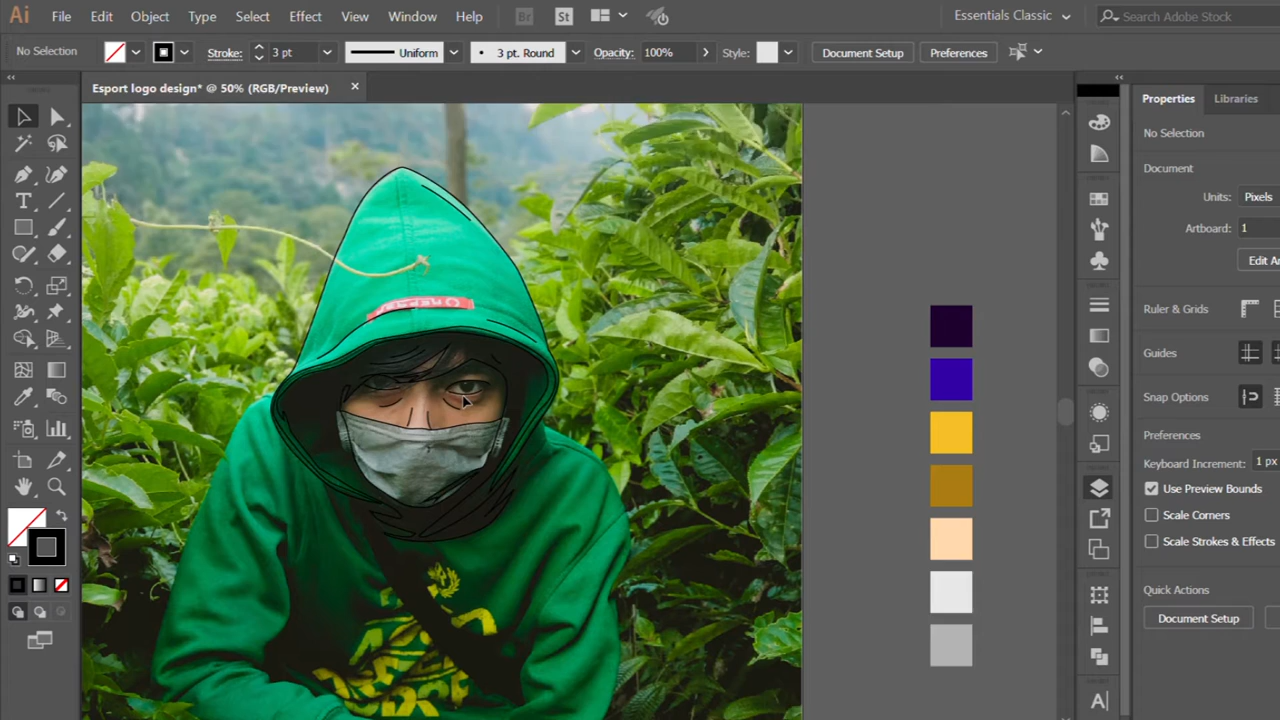 Ai File Edit Object Type Select Effect View Window Help Br St Essentials Classic Search Adobe Stock
No Selection Stroke: 3 pt Uniform 3 pt. Round Opacity: 100% Style: Document Setup Preferences
Esport logo design* @ 50% (RGB/Preview)
Properties Libraries
No Selection
Document
Units: Pixels
Artboard: 1
Edit Ar
Ruler & Grids
Guides
Snap Options
Preferences
Keyboard Increment: 1 px
Use Preview Bounds
Scale Corners
Scale Strokes & Effects
Quick Actions
Document Setup